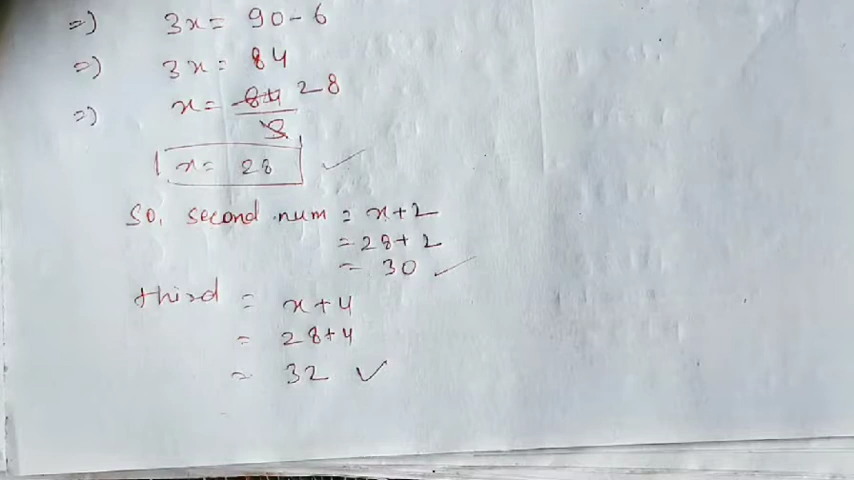 => 3x = 90 - 6
=> 3x = 84
=> x = 84/3 28
x = 28 ✓
So, second num = x+2
= 28+2
= 30 ✓
third = x+4
= 28+4
= 32 ✓